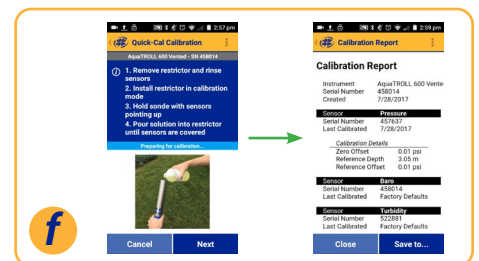 2:57 pm
Quick-Cal Calibration
AquaTROLL 600 Vented - SN 458014
1. Remove restrictor and rinse
sensors
2. Install restrictor in calibration
mode
3. Hold sonde with sensors
pointing up
4. Pour solution into restrictor
until sensors are covered
Preparing for calibration...
Cancel Next
f
2:59 pm
Calibration Report
Calibration Report
Instrument AquaTROLL 600 Vente
Serial Number 458014
Created 7/28/2017
Sensor Pressure
Serial Number 457637
Last Calibrated 7/28/2017
Calibration Details
Zero Offset 0.01 psi
Reference Depth 3.05 m
Reference Offset 0.01 psi
Sensor Baro
Serial Number 458014
Last Calibrated Factory Defaults
Sensor Turbidity
Serial Number 522881
Last Calibrated Factory Defaults
Close Save to...